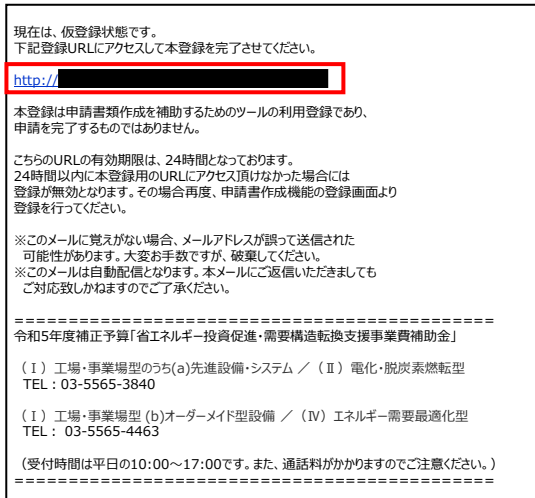 現在は、仮登録状態です。
下記登録URLにアクセスして本登録を完了させてください。
http://
本登録は申請書類作成を補助するためのツールの利用登録であり、
申請を完了するものではありません。
こちらのURLの有効期限は、24時間となっております。
24時間以内に本登録用のURLにアクセス頂けなかった場合には
登録が無効となります。その場合再度、申請書作成機能の登録画面より
登録を行ってください。
※このメールに覚えがない場合、メールアドレスが誤って送信された
可能性があります。大変お手数ですが、破棄してください。
※このメールは自動配信となります。本メールにご返信いただきましても
ご対応致しかねますのでご了承ください。
=============================================
令和5年度補正予算「省エネルギー投資促進・需要構造転換支援事業費補助金」
（Ⅰ）工場・事業場型のうち(a)先進設備・システム ／（Ⅱ）電化・脱炭素燃転型
TEL：03-5565-3840
（Ⅰ）工場・事業場型 (b)オーダーメイド型設備 ／（Ⅳ）エネルギー需要最適化型
TEL： 03-5565-4463
（受付時間は平日の10:00～17:00です。また、通話料がかかりますのでご注意ください。）
=============================================